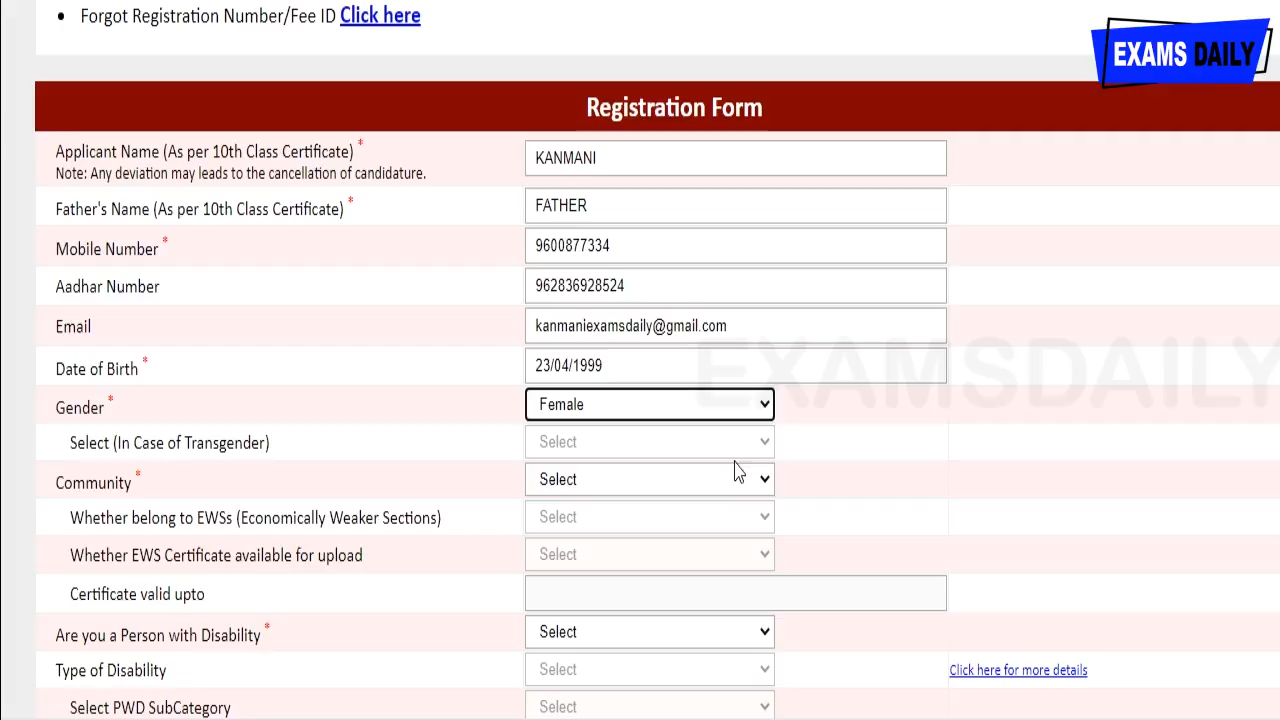 Forgot Registration Number/Fee ID Click here
EXAMS DAILY
Registration Form
Applicant Name (As per 10th Class Certificate) * KANMANI
Note: Any deviation may leads to the cancellation of candidature.
Father's Name (As per 10th Class Certificate) * FATHER
Mobile Number * 9600877334
Aadhar Number 962836928524
Email kanmaniexamsdaily@gmail.com
Date of Birth * 23/04/1999
EXAMSDAILY
Gender * Female
Select (In Case of Transgender) Select
Community * Select
Whether belong to EWSs (Economically Weaker Sections) Select
Whether EWS Certificate available for upload Select
Certificate valid upto
Are you a Person with Disability * Select
Type of Disability Select Click here for more details
Select PWD SubCategory Select